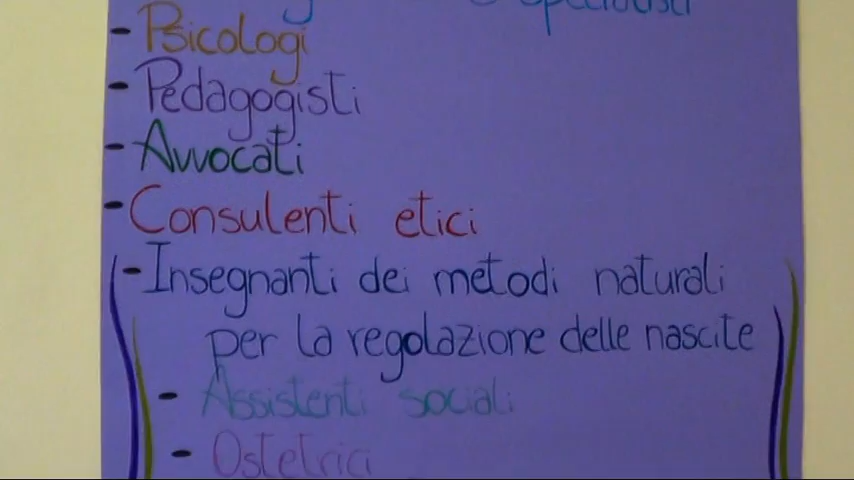 - Psicologi
- Pedagogisti
- Avvocati
- Consulenti etici
- Insegnanti dei metodi naturali
per la regolazione delle nascite
- Assistenti sociali
- Ostetrici